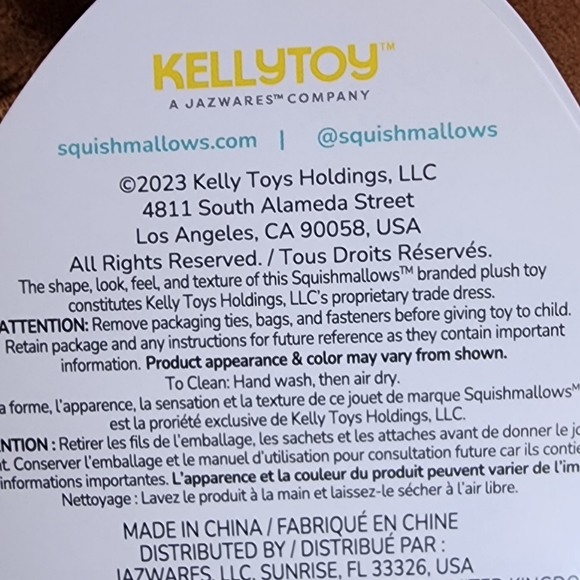 KELLYTOY™
A JAZWARES™ COMPANY
squishmallows.com | @squishmallows
©2023 Kelly Toys Holdings, LLC
4811 South Alameda Street
Los Angeles, CA 90058, USA
All Rights Reserved. / Tous Droits Réservés.
The shape, look, feel, and texture of this Squishmallows™ branded plush toy
constitutes Kelly Toys Holdings, LLC's proprietary trade dress.
ATTENTION: Remove packaging ties, bags, and fasteners before giving toy to child.
Retain package and any instructions for future reference as they contain important
information. Product appearance & color may vary from shown.
To Clean: Hand wash, then air dry.
a forme, l'apparence, la sensation et la texture de ce jouet de marque Squishmallows
est la proriété exclusive de Kelly Toys Holdings, LLC.
NTION : Retirer les fils de l'emballage, les sachets et les attaches avant de donner le
Conserver l'emballage et le manuel d'utilisation pour consultation future car ils
informations importantes. L'apparence et la couleur du produit peuvent varier de
Nettoyage : Lavez le produit à la main et laissez-le sécher à l'air libre.
MADE IN CHINA / FABRIQUÉ EN CHINE
DISTRIBUTED BY / DISTRIBUÉ PAR :
JAZWARES, LLC, SUNRISE, FL 33326, USA